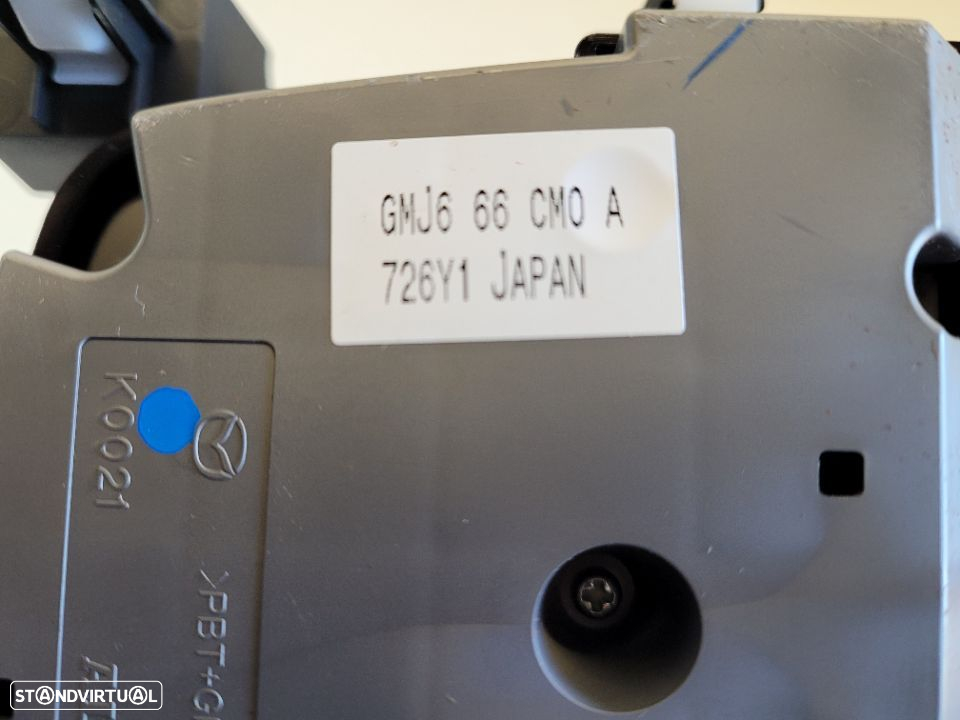 GMJ6 66 CM0 A
726Y1 JAPAN
K0021
>PBT+G
STANDVIRTUAL